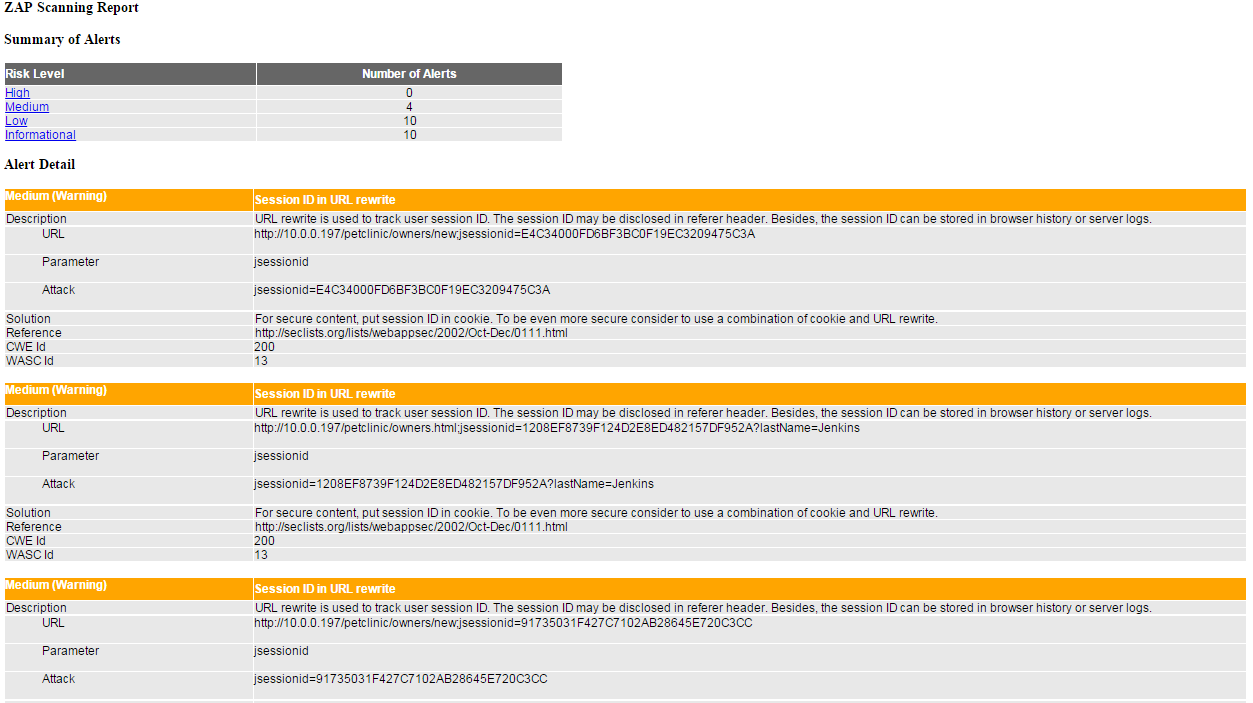 ZAP Scanning Report
Summary of Alerts
Risk Level Number of Alerts
High 0
Medium 4
Low 10
Informational 10
Alert Detail
Medium (Warning) Session ID in URL rewrite
Description URL rewrite is used to track user session ID. The session ID may be disclosed in referer header. Besides, the session ID can be stored in browser history or server logs.
URL http://10.0.0.197/petclinic/owners/new;jsessionid=E4C34000FD6BF3BC0F19EC3209475C3A
Parameter jsessionid
Attack jsessionid=E4C34000FD6BF3BC0F19EC3209475C3A
Solution For secure content, put session ID in cookie. To be even more secure consider to use a combination of cookie and URL rewrite.
Reference http://seclists.org/lists/webappsec/2002/Oct-Dec/0111.html
CWE Id 200
WASC Id 13
Medium (Warning) Session ID in URL rewrite
Description URL rewrite is used to track user session ID. The session ID may be disclosed in referer header. Besides, the session ID can be stored in browser history or server logs.
URL http://10.0.0.197/petclinic/owners.html;jsessionid=1208EF8739F124D2E8ED482157DF952A?lastName=Jenkins
Parameter jsessionid
Attack jsessionid=1208EF8739F124D2E8ED482157DF952A?lastName=Jenkins
Solution For secure content, put session ID in cookie. To be even more secure consider to use a combination of cookie and URL rewrite.
Reference http://seclists.org/lists/webappsec/2002/Oct-Dec/0111.html
CWE Id 200
WASC Id 13
Medium (Warning) Session ID in URL rewrite
Description URL rewrite is used to track user session ID. The session ID may be disclosed in referer header. Besides, the session ID can be stored in browser history or server logs.
URL http://10.0.0.197/petclinic/owners/new;jsessionid=91735031F427C7102AB28645E720C3CC
Parameter jsessionid
Attack jsessionid=91735031F427C7102AB28645E720C3CC